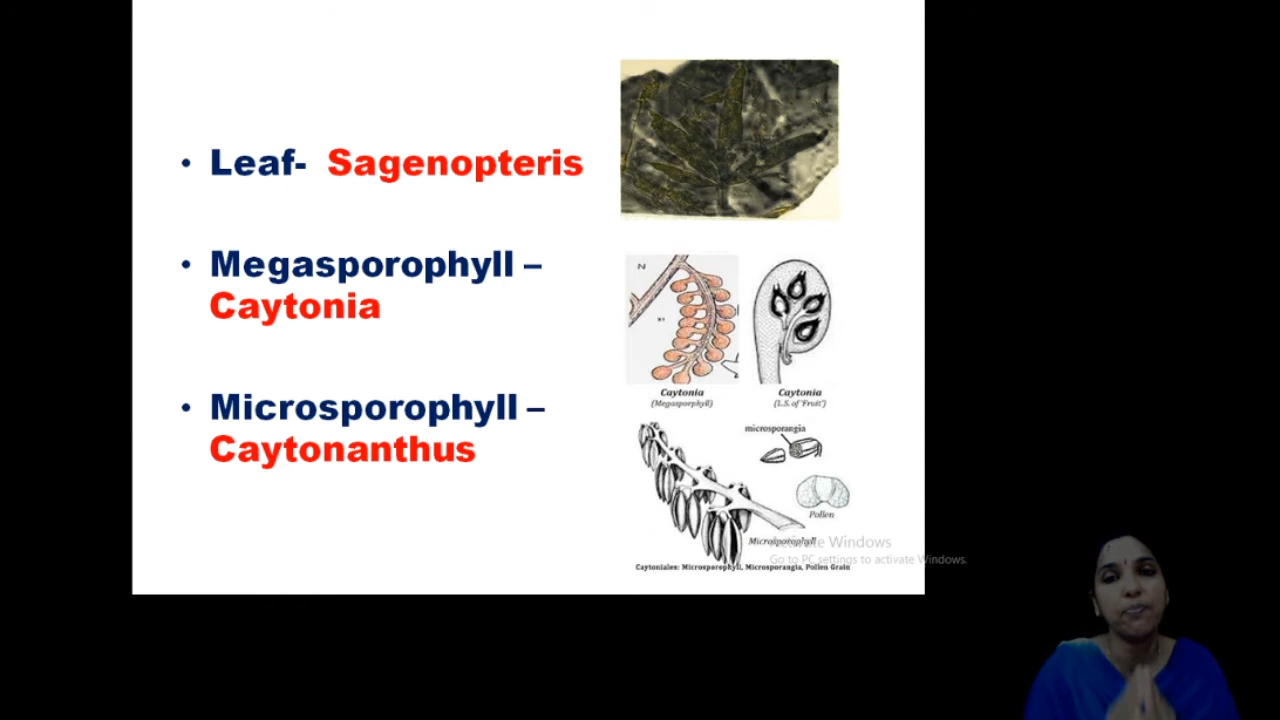 • Leaf- Sagenopteris
• Megasporophyll –
Caytonia
• Microsporophyll –
Caytonanthus
Caytonia
(Megasporphyll)
Caytonia
(L.S. of 'Fruit')
microsporangia
Pollen
Microsporophyll
Caytoniales: Microsporophyll, Microsporangia, Pollen Grain
Activate Windows
Go to PC settings to activate Windows.